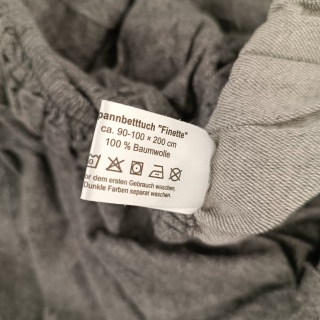 pannbetttuch "Finette"
ca. 90-100 x 200 cm
100 % Baumwolle
or dem ersten Gebrauch waschen.
Dunkle Farben separat waschen.